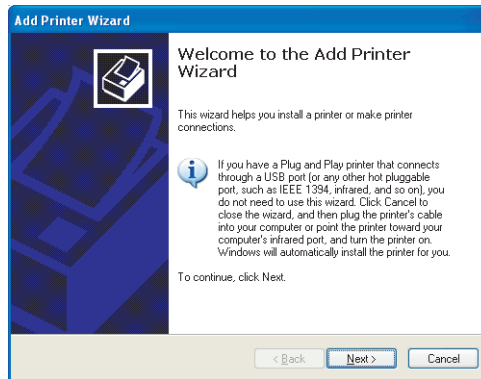 Add Printer Wizard
Welcome to the Add Printer
Wizard
This wizard helps you install a printer or make printer
connections.
If you have a Plug and Play printer that connects
through a USB port (or any other hot pluggable
port, such as IEEE 1394, infrared, and so on), you
do not need to use this wizard. Click Cancel to
close the wizard, and then plug the printer's cable
into your computer or point the printer toward your
computer's infrared port, and turn the printer on.
Windows will automatically install the printer for you.
To continue, click Next.
< Back Next > Cancel